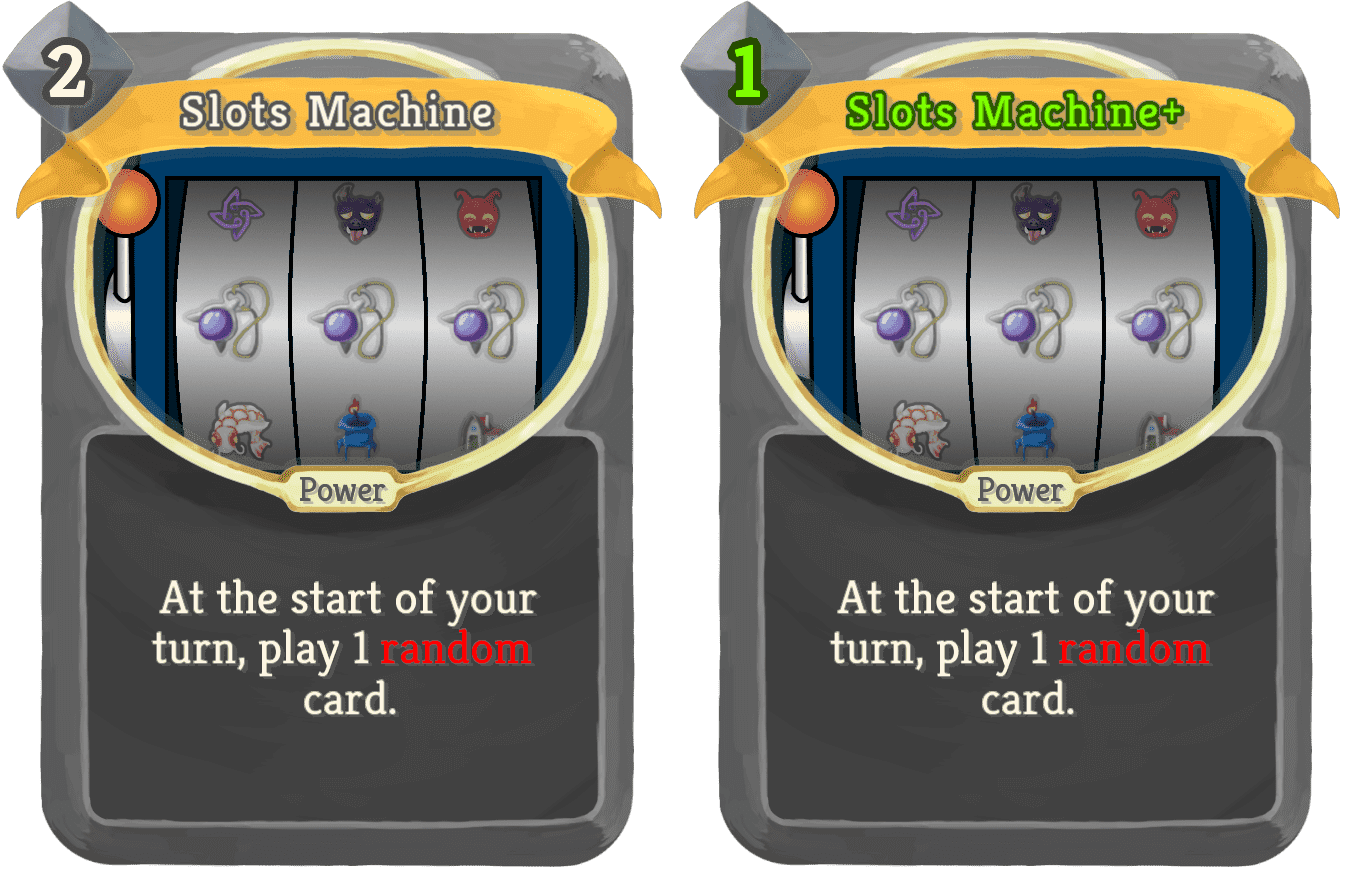 2
Slots Machine
Power
At the start of your
turn, play 1 random
card.
1
Slots Machine+
Power
At the start of your
turn, play 1 random
card.